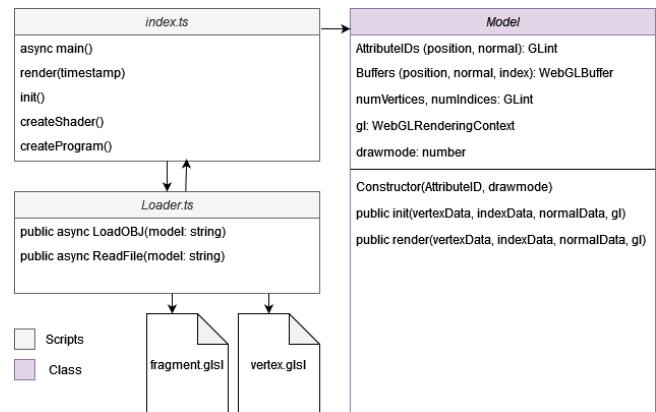 index.ts
async main()
render(timestamp)
init()
createShader()
createProgram()
Loader.ts
public async LoadOBJ(model: string)
public async ReadFile(model: string)
fragment.glsl
vertex.glsl
Scripts
Class
Model
AttributeIDs (position, normal): GLint
Buffers (position, normal, index): WebGLBuffer
numVertices, numIndices: GLint
gl: WebGLRenderingContext
drawmode: number
Constructor(AttributeID, drawmode)
public init(vertexData, indexData, normalData, gl)
public render(vertexData, indexData, normalData, gl)